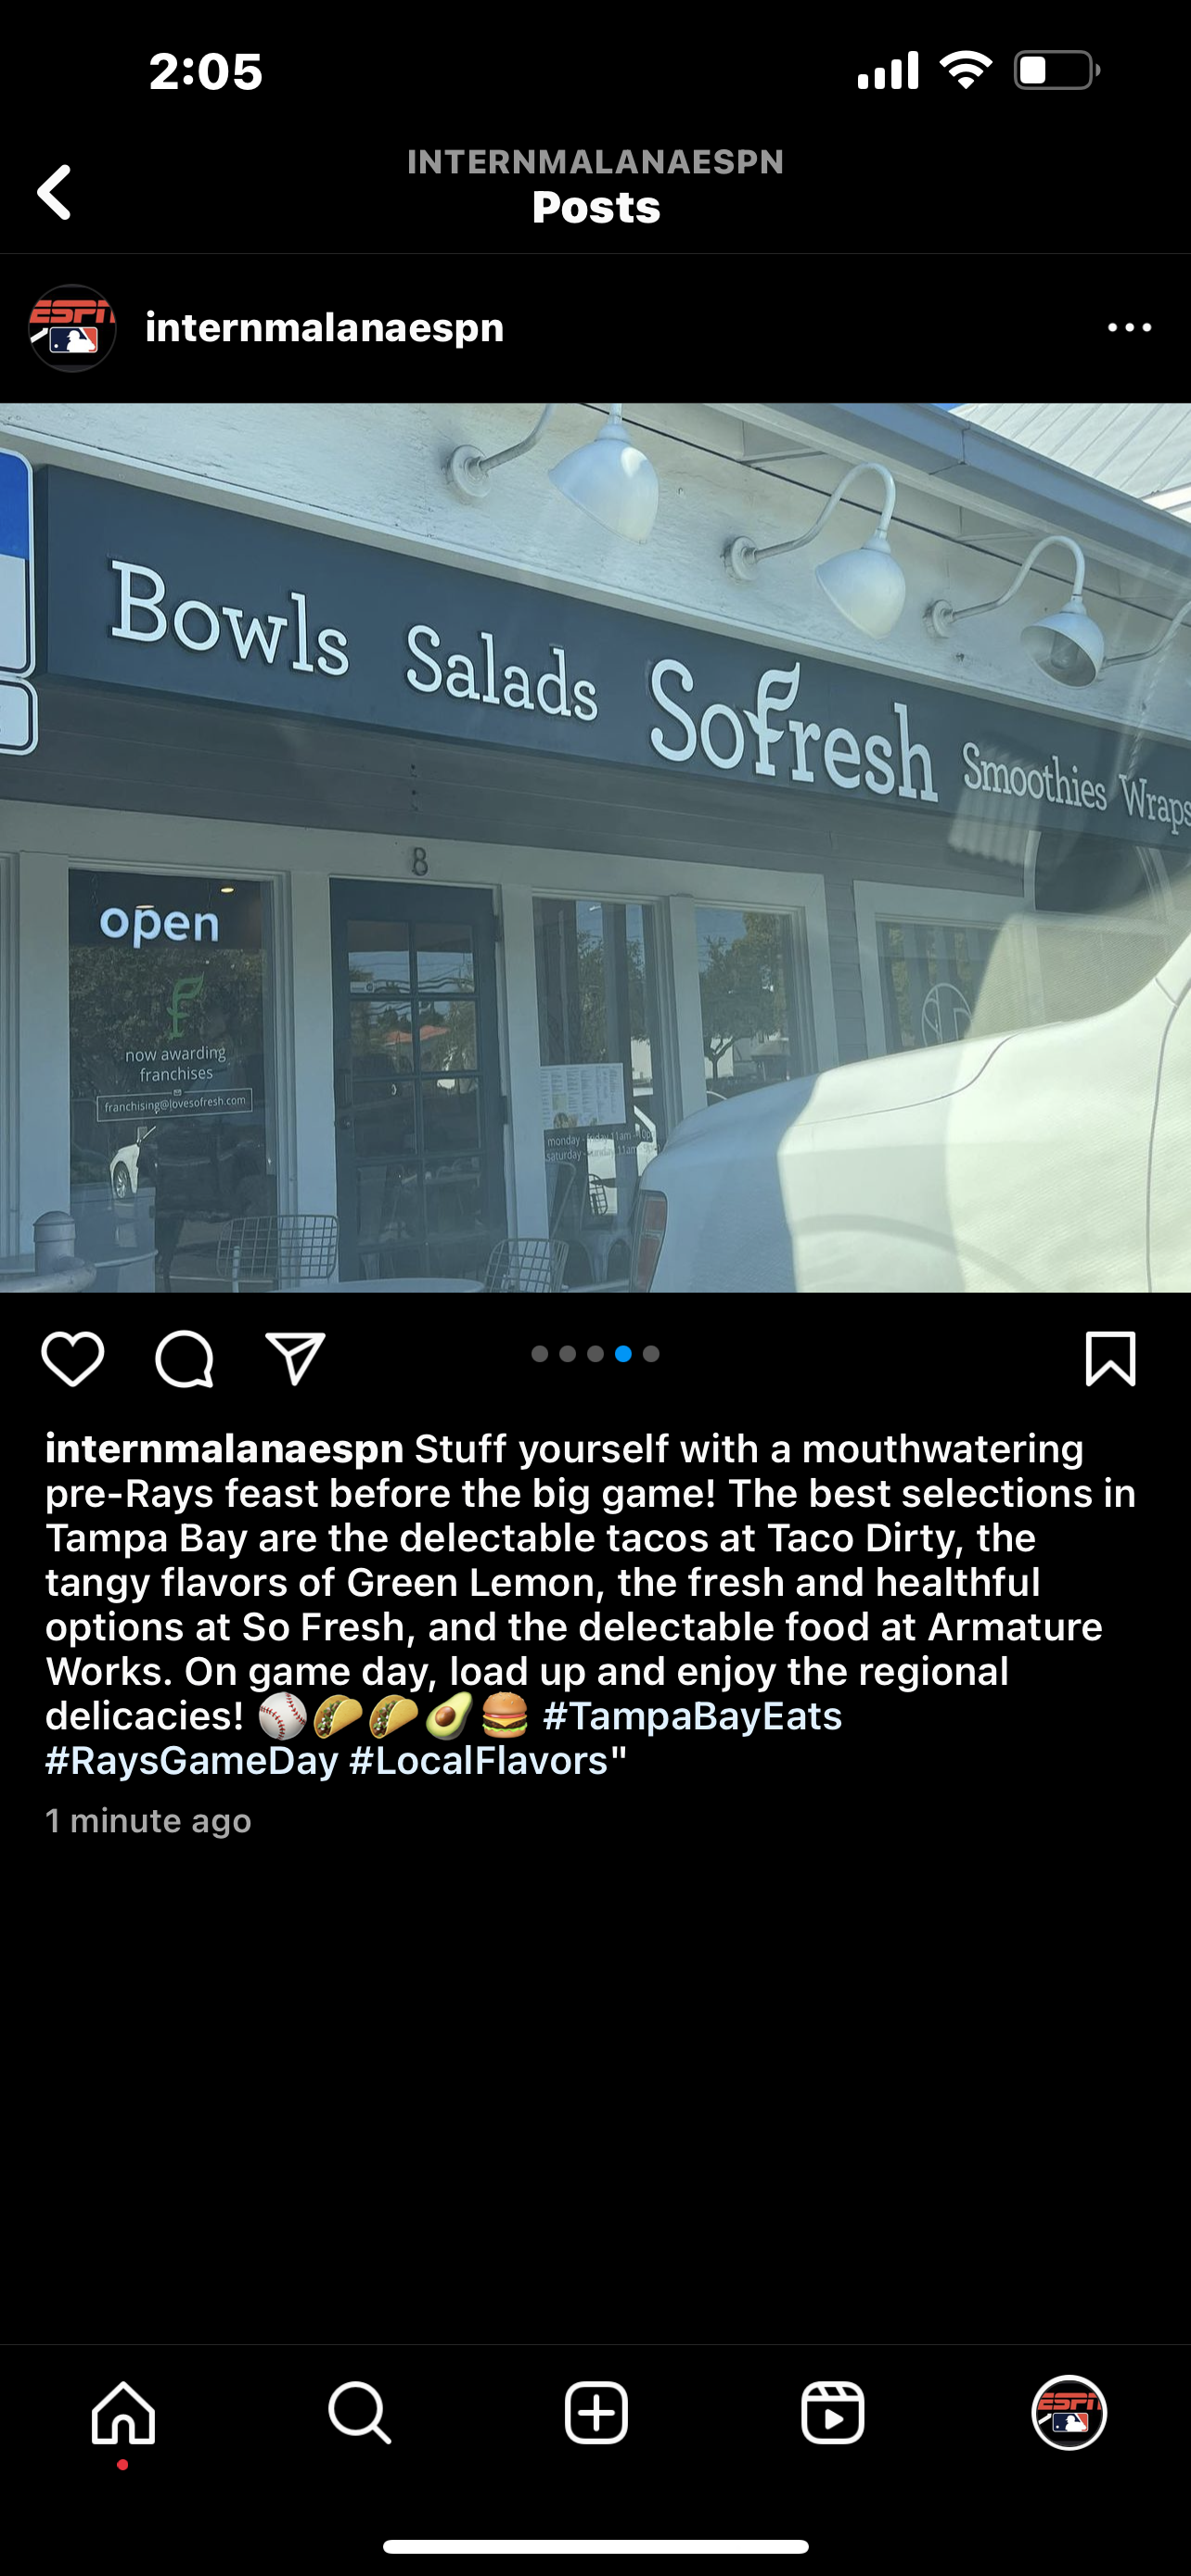 2:05
INTERNMALANAESPN
Posts
ESPN
internmalanaespn
Bowls Salads Sofresh Smoothies Wraps
8
open
now awarding
franchises
franchising@lovesofresh.com
monday - friday 11am
saturday - sunday 11am
internmalanaespn Stuff yourself with a mouthwatering
pre-Rays feast before the big game! The best selections in
Tampa Bay are the delectable tacos at Taco Dirty, the
tangy flavors of Green Lemon, the fresh and healthful
options at So Fresh, and the delectable food at Armature
Works. On game day, load up and enjoy the regional
delicacies! ⚾🌮🌮🥑🍔 #TampaBayEats
#RaysGameDay #LocalFlavors"
1 minute ago
ESPN